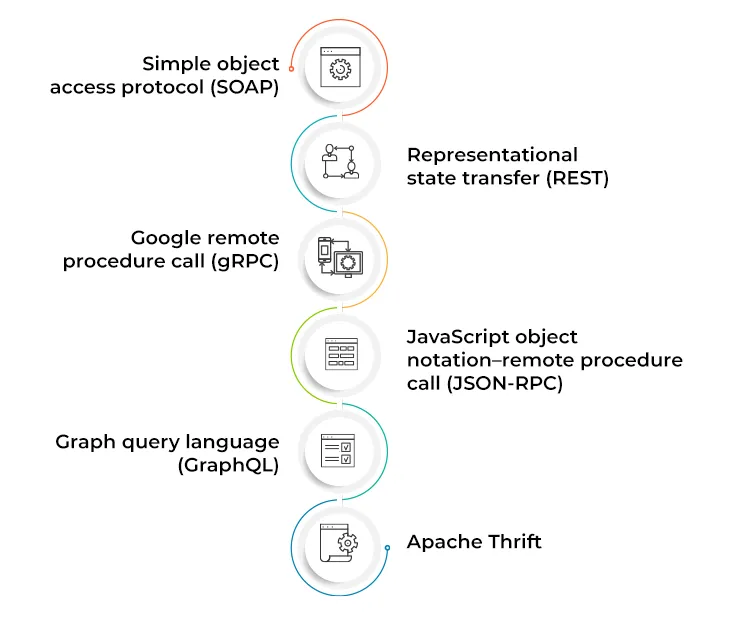 Simple object
access protocol (SOAP)
Representational
state transfer (REST)
Google remote
procedure call (gRPC)
JavaScript object
notation–remote procedure
call (JSON-RPC)
Graph query language
(GraphQL)
Apache Thrift